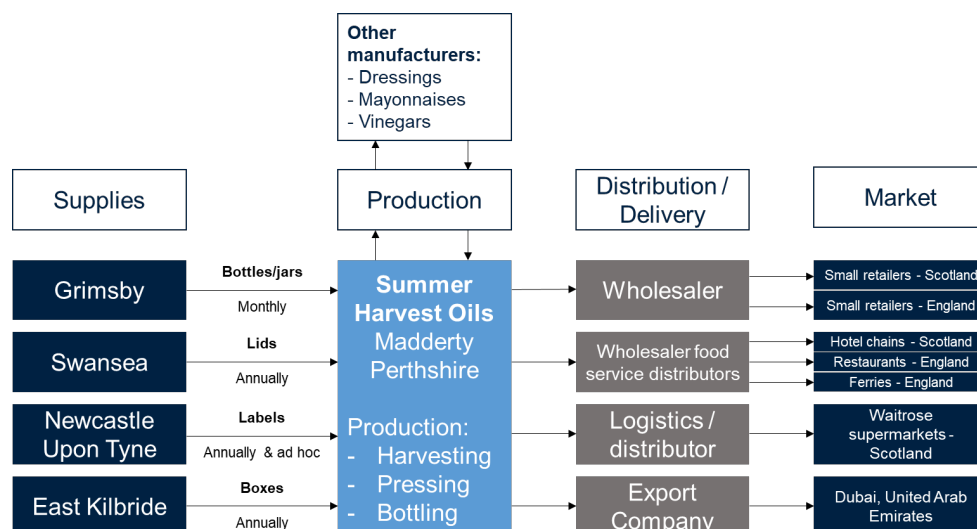 Other
manufacturers:
- Dressings
- Mayonnaises
- Vinegars
Supplies
Production
Distribution /
Delivery
Market
Grimsby
Bottles/jars
Monthly
Swansea
Lids
Annually
Newcastle
Upon Tyne
Labels
Annually & ad hoc
East Kilbride
Boxes
Annually
Summer
Harvest Oils
Madderty
Perthshire
Production:
- Harvesting
- Pressing
- Bottling
Wholesaler
Wholesaler food
service distributors
Logistics /
distributor
Export
Company
Small retailers - Scotland
Small retailers - England
Hotel chains - Scotland
Restaurants - England
Ferries - England
Waitrose
supermarkets -
Scotland
Dubai, United Arab
Emirates